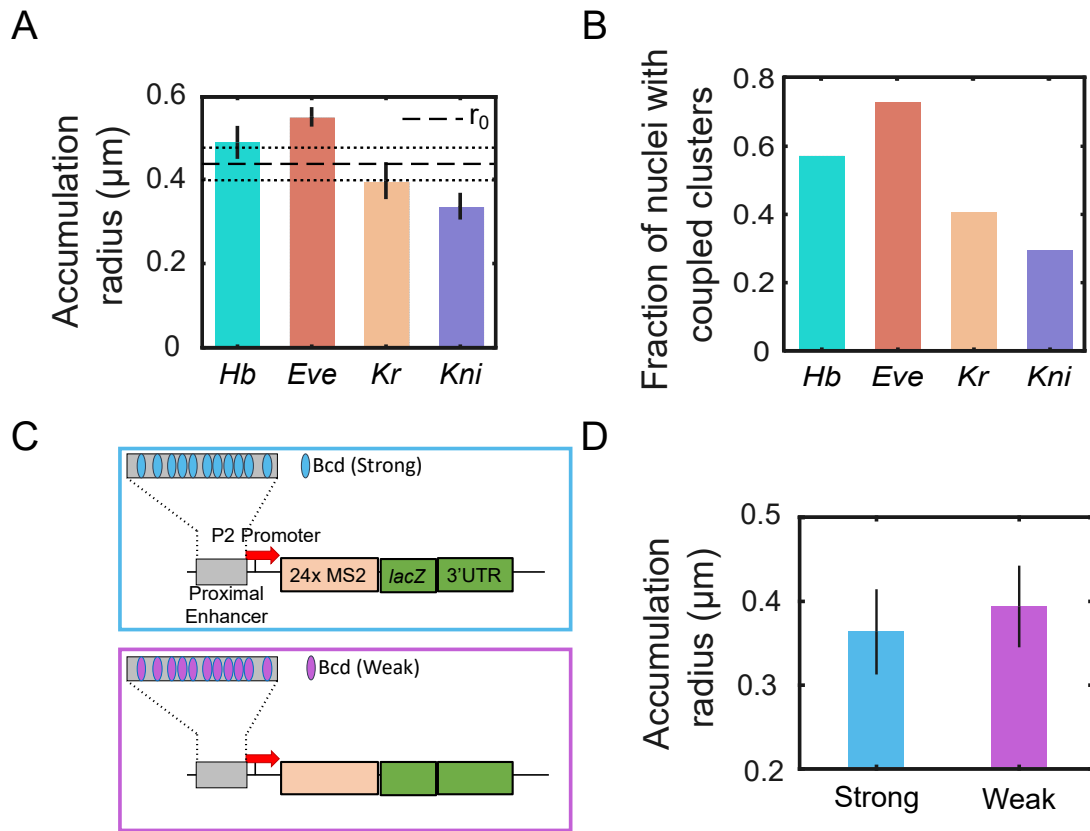 A
Accumulation
radius (μm)
0.6
0.4
0.2
0
r0
Hb Eve Kr Kni
B
Fraction of nuclei with
coupled clusters
0.8
0.6
0.4
0.2
0
Hb Eve Kr Kni
C
Bcd (Strong)
P2 Promoter
24x MS2 lacZ 3'UTR
Proximal
Enhancer
Bcd (Weak)
D
Accumulation
radius (μm)
0.5
0.4
0.3
0.2
Strong Weak